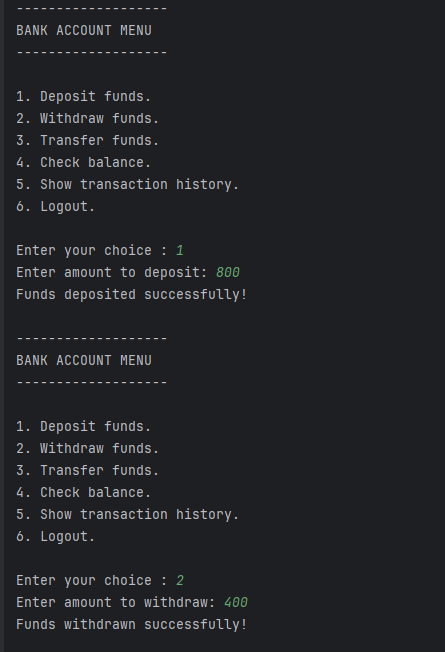 -------------------
BANK ACCOUNT MENU
-------------------
1. Deposit funds.
2. Withdraw funds.
3. Transfer funds.
4. Check balance.
5. Show transaction history.
6. Logout.
Enter your choice : 1
Enter amount to deposit: 800
Funds deposited successfully!
-------------------
BANK ACCOUNT MENU
-------------------
1. Deposit funds.
2. Withdraw funds.
3. Transfer funds.
4. Check balance.
5. Show transaction history.
6. Logout.
Enter your choice : 2
Enter amount to withdraw: 400
Funds withdrawn successfully!